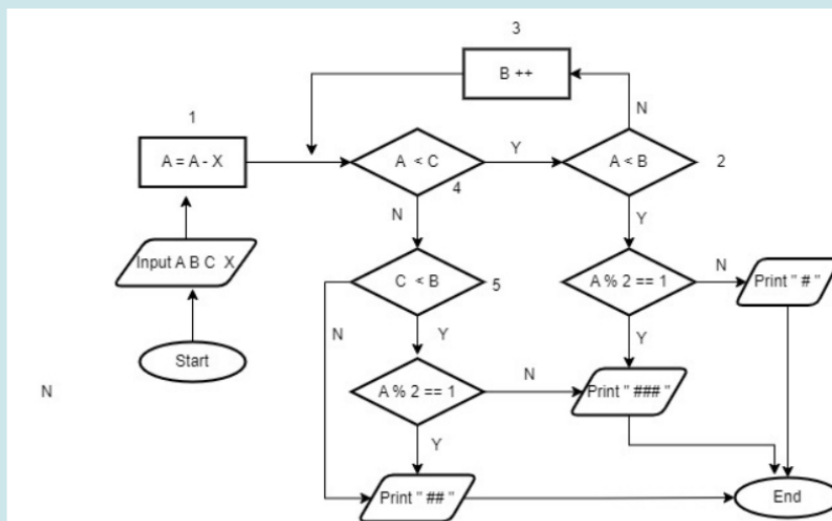 3
B ++
N
1
A = A - X
A < C
4
Y
A < B
2
N
Y
Input A B C X
C < B
5
A % 2 == 1
N
Print " # "
N
Y
Y
Start
N
A % 2 == 1
N
Print " ### "
Y
Print " ## "
End